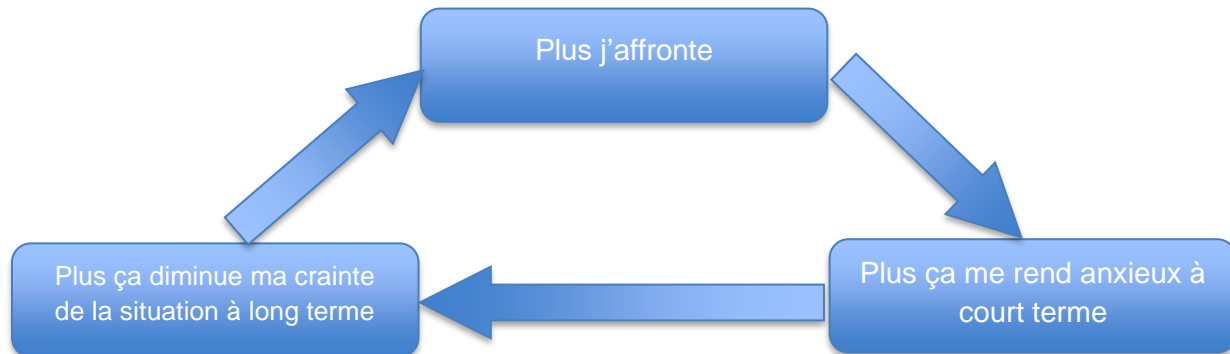 Plus j’affronte
Plus ça diminue ma crainte
de la situation à long terme
Plus ça me rend anxieux à
court terme